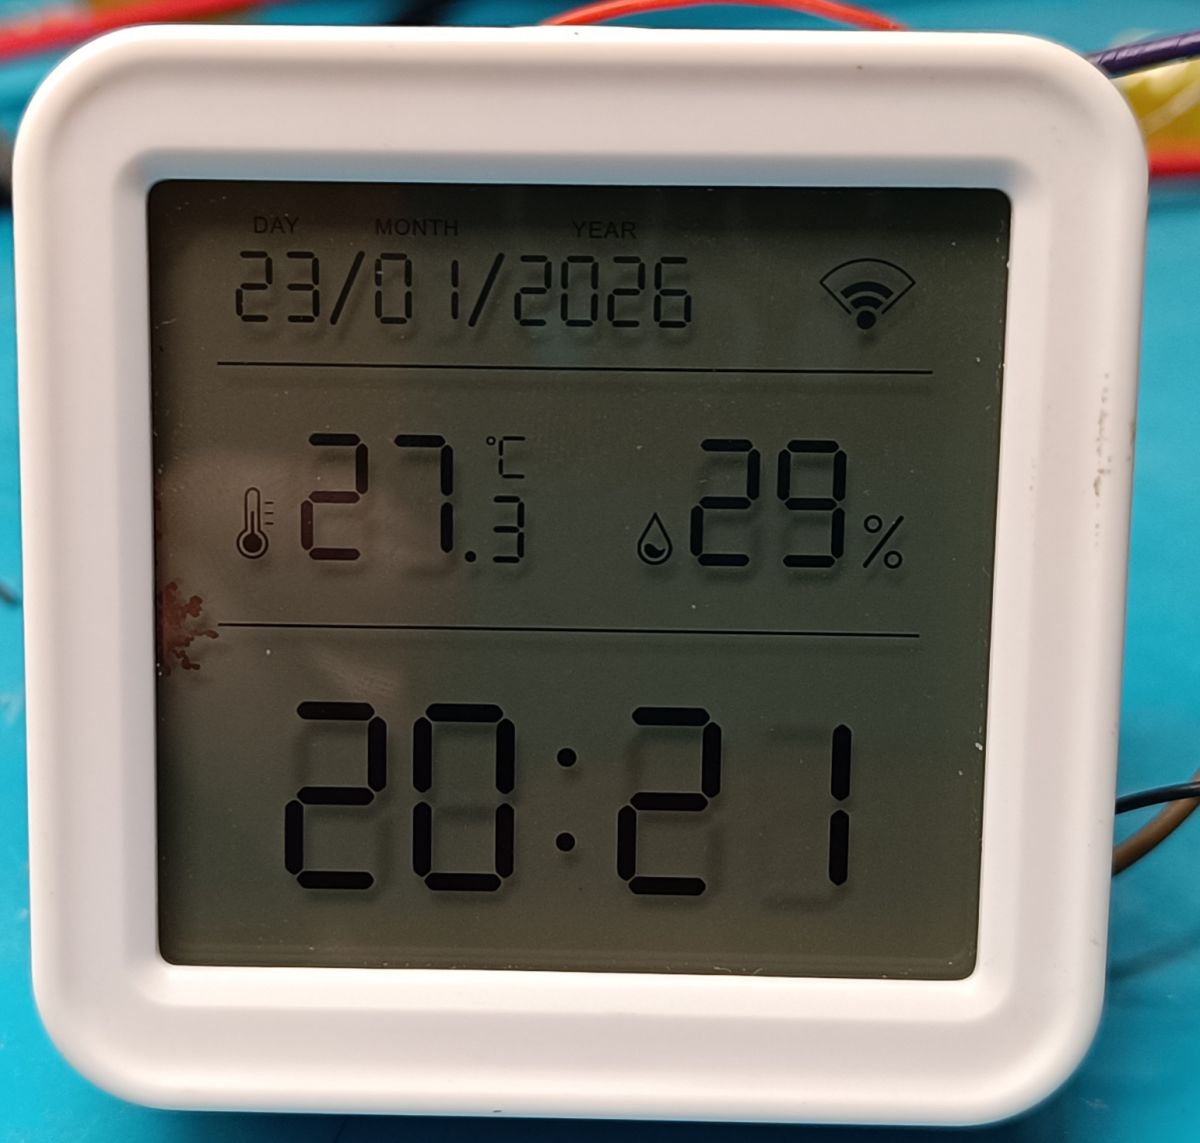 DAY MONTH YEAR
23/01/2026
27.3 °C 29 %
20:21